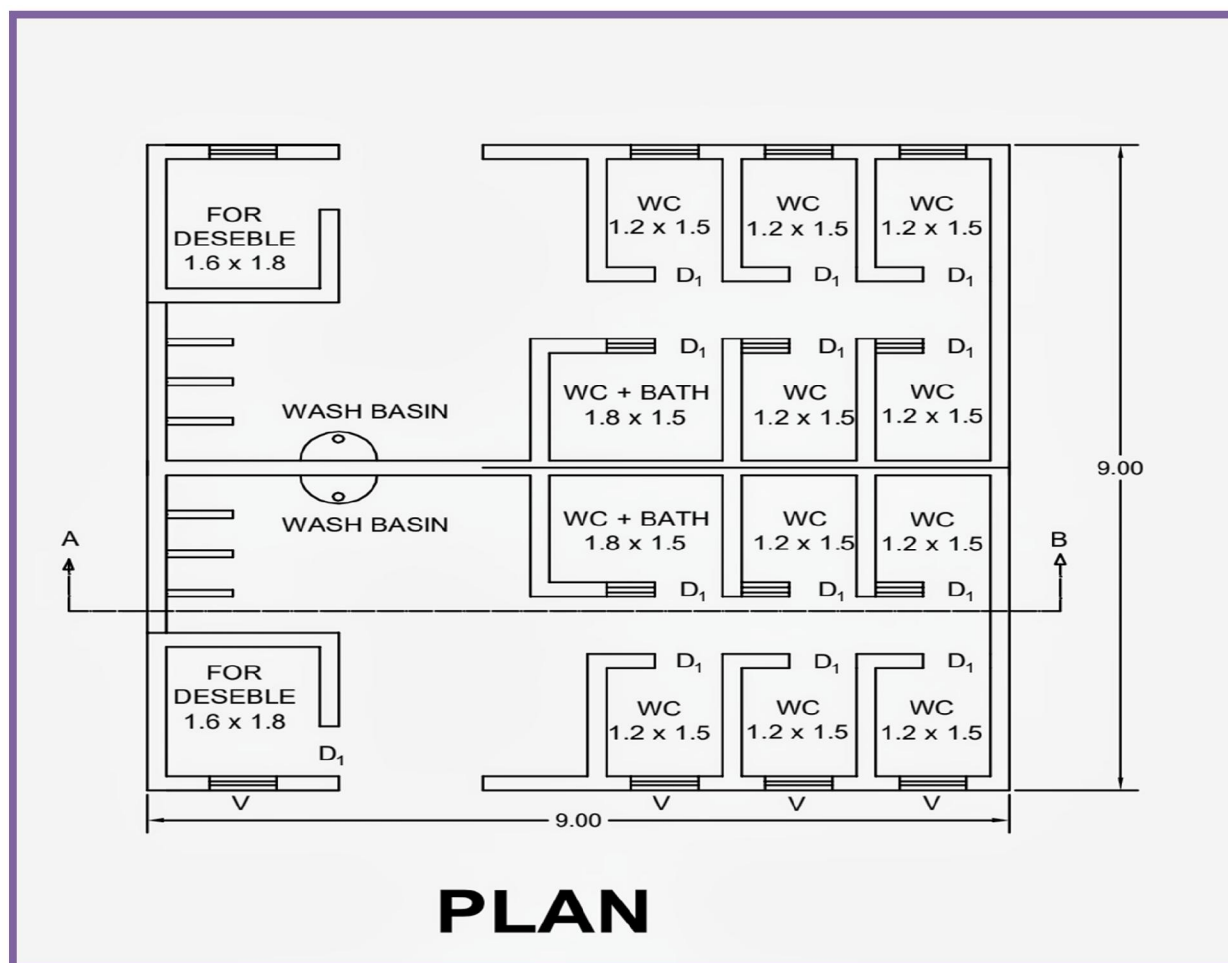 FOR
DESEBLE
1.6 x 1.8
WC
1.2 x 1.5
WC
1.2 x 1.5
WC
1.2 x 1.5
D1
D1
D1
D1
D1
D1
WC + BATH
1.8 x 1.5
WC
1.2 x 1.5
WC
1.2 x 1.5
WASH BASIN
9.00
WASH BASIN
WC + BATH
1.8 x 1.5
WC
1.2 x 1.5
WC
1.2 x 1.5
A
B
D1
D1
D1
D1
D1
D1
FOR
DESEBLE
1.6 x 1.8
D1
WC
1.2 x 1.5
WC
1.2 x 1.5
WC
1.2 x 1.5
V
V
V
V
9.00
PLAN